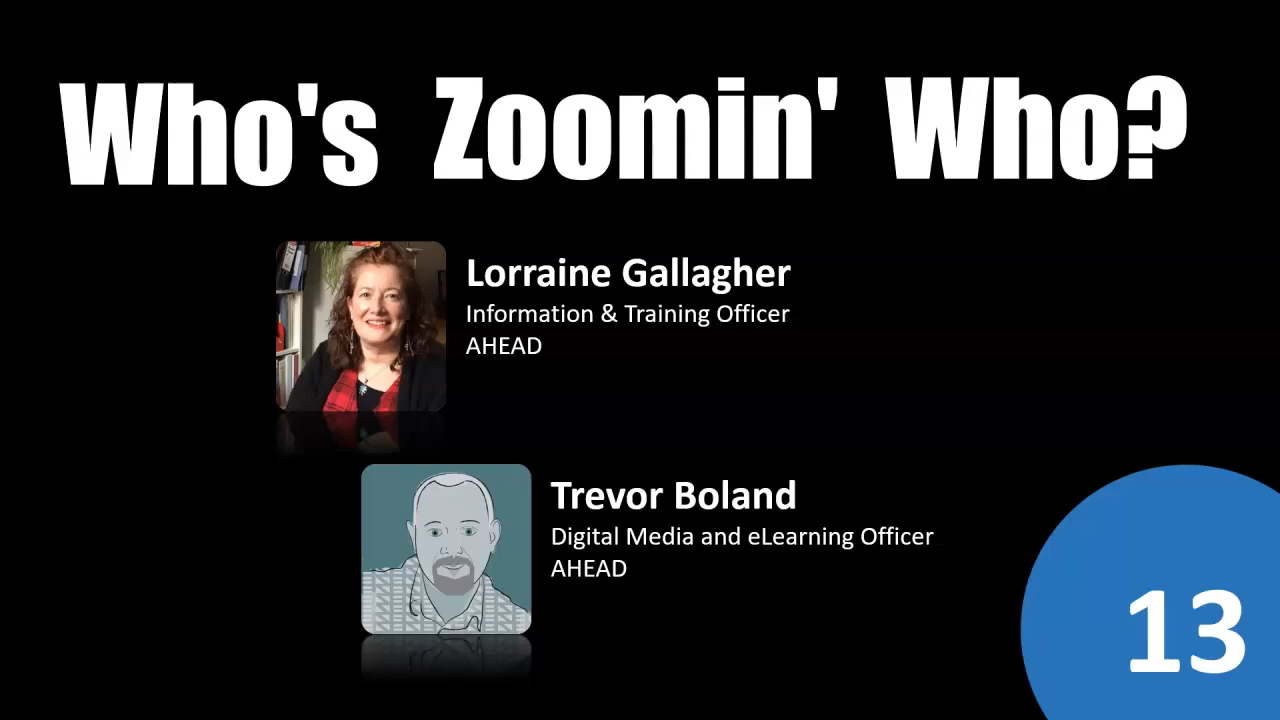 Who's Zoomin' Who?
Lorraine Gallagher
Information & Training Officer
AHEAD
Trevor Boland
Digital Media and eLearning Officer
AHEAD
13